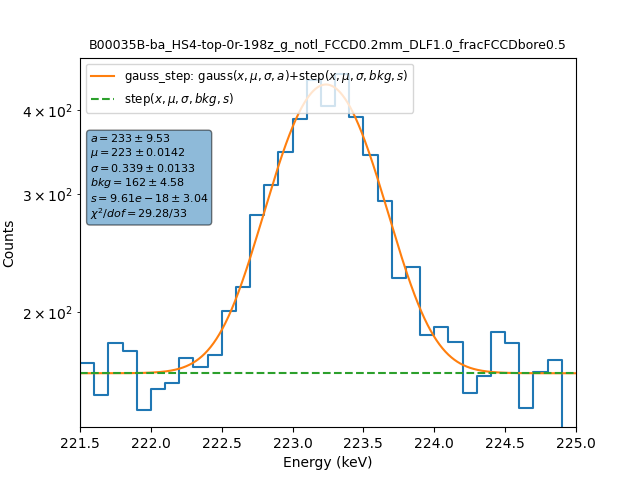 B00035B-ba_HS4-top-0r-198z_g_notl_FCCD0.2mm_DLF1.0_fracFCCDbore0.5
gauss_step: gauss(x, μ, σ, a)+step(x, μ, σ, bkg, s)
step(x, μ, σ, bkg, s)
4 × 10²
3 × 10²
2 × 10²
a = 233 ± 9.53
μ = 223 ± 0.0142
σ = 0.339 ± 0.0133
bkg = 162 ± 4.58
s = 9.61e − 18 ± 3.04
χ²/dof = 29.28/33
Counts
221.5 222.0 222.5 223.0 223.5 224.0 224.5 225.0
Energy (keV)